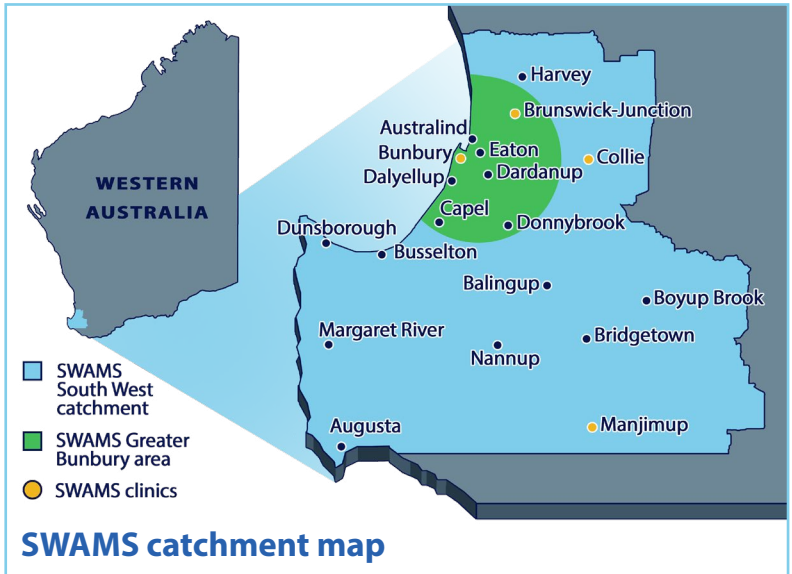 WESTERN
AUSTRALIA
Harvey
Brunswick-Junction
Australind
Bunbury
Eaton
Collie
Dalyellup
Dardanup
Capel
Donnybrook
Dunsborough
Busselton
Balingup
Boyup Brook
Margaret River
Bridgetown
Nannup
Augusta
Manjimup
SWAMS
South West
catchment
SWAMS Greater
Bunbury area
SWAMS clinics
SWAMS catchment map